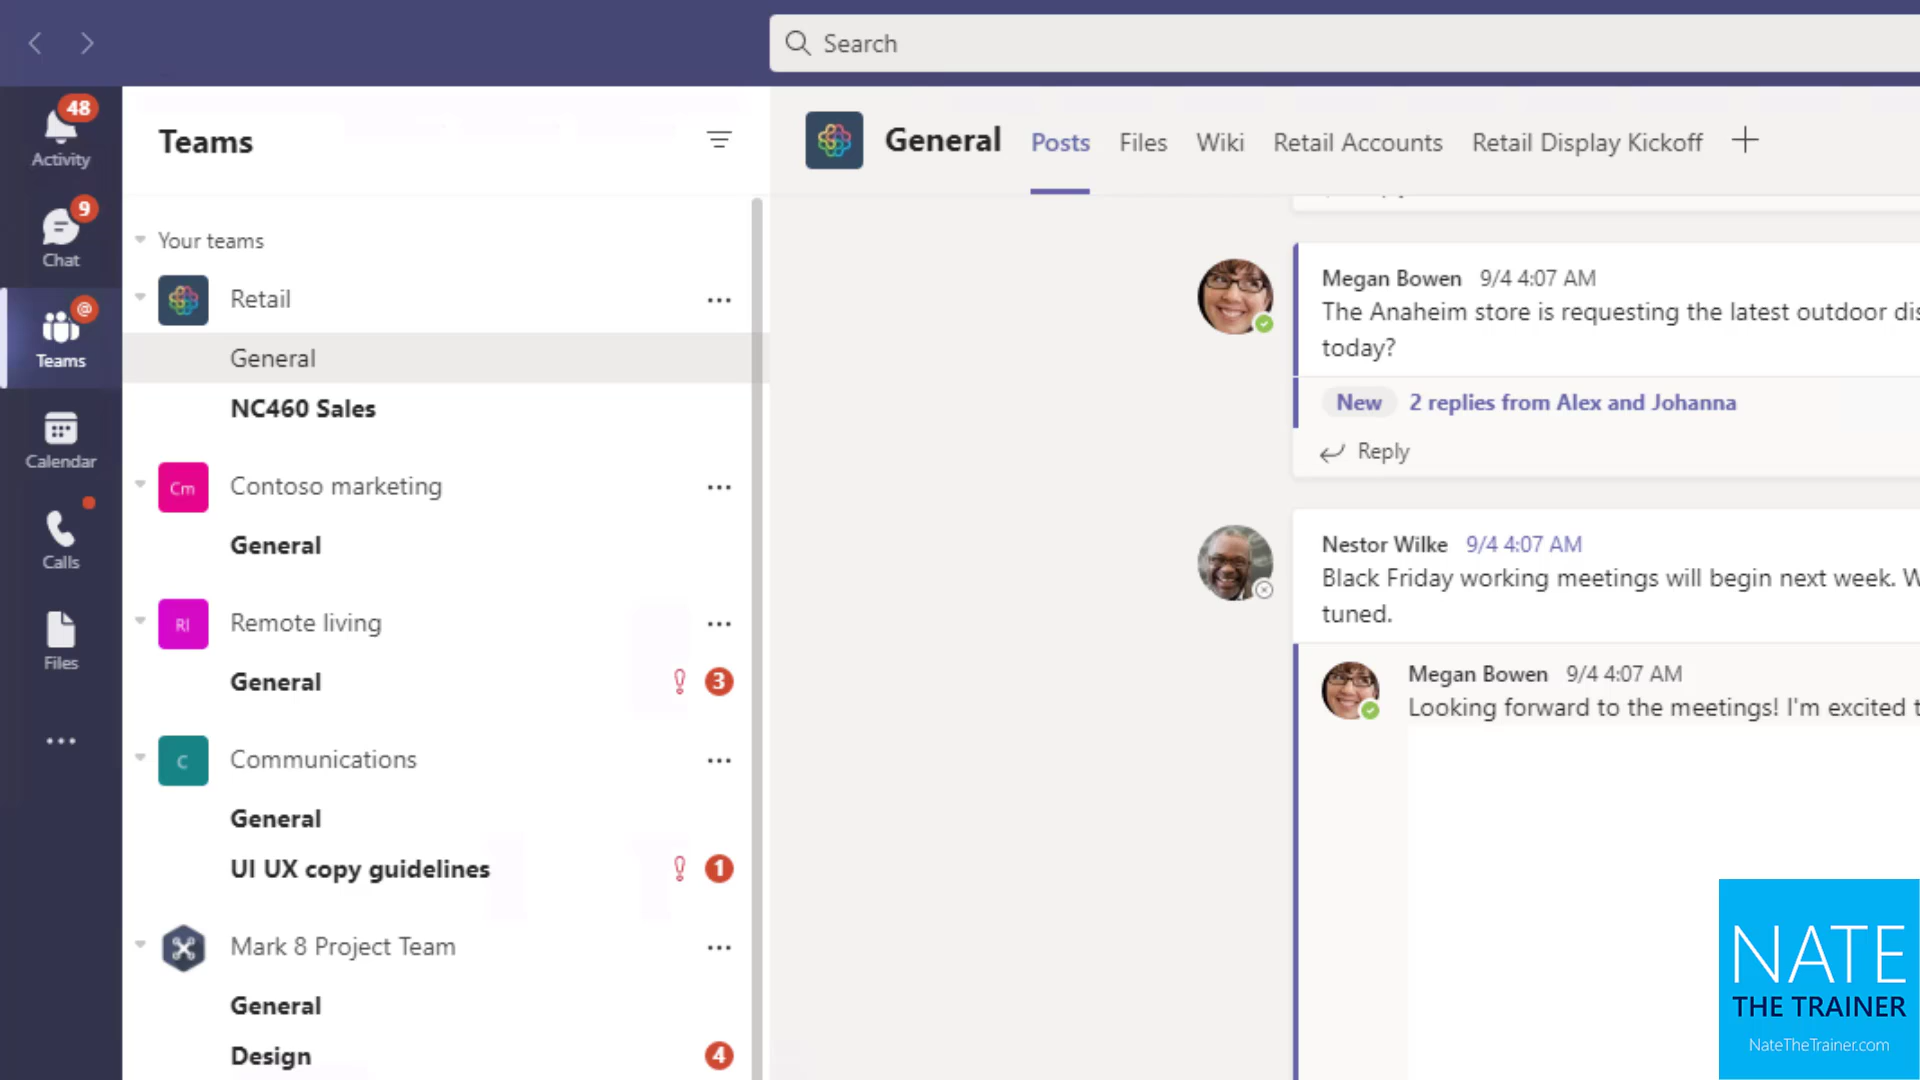 Search
48
Activity
9
Chat
@
Teams
Calendar
Calls
Files
Teams
Your teams
Retail
General
NC460 Sales
Cm
Contoso marketing
General
Rl
Remote living
General
3
C
Communications
General
UI UX copy guidelines
1
Mark 8 Project Team
General
Design
4
General Posts Files Wiki Retail Accounts Retail Display Kickoff
Megan Bowen 9/4 4:07 AM
The Anaheim store is requesting the latest outdoor
today?
New 2 replies from Alex and Johanna
Reply
Nestor Wilke 9/4 4:07 AM
Black Friday working meetings will begin next week.
tuned.
Megan Bowen 9/4 4:07 AM
Looking forward to the meetings! I'm excited
NATE
THE TRAINER
NateTheTrainer.com